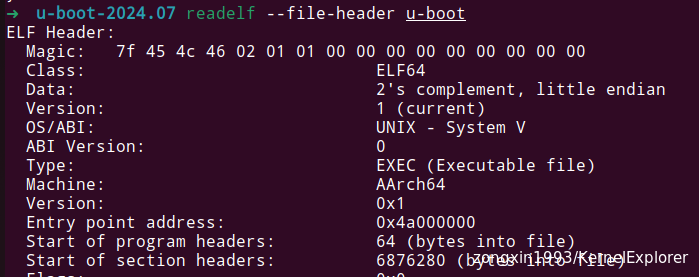 ➜  u-boot-2024.07 readelf --file-header u-boot
ELF Header:
  Magic:   7f 45 4c 46 02 01 01 00 00 00 00 00 00 00 00 00
  Class:                             ELF64
  Data:                              2's complement, little endian
  Version:                           1 (current)
  OS/ABI:                            UNIX - System V
  ABI Version:                       0
  Type:                              EXEC (Executable file)
  Machine:                           AArch64
  Version:                           0x1
  Entry point address:               0x4a000000
  Start of program headers:          64 (bytes into file)
  Start of section headers:          6876280 (bytes into file)
zongxin1993/KernelExplorer